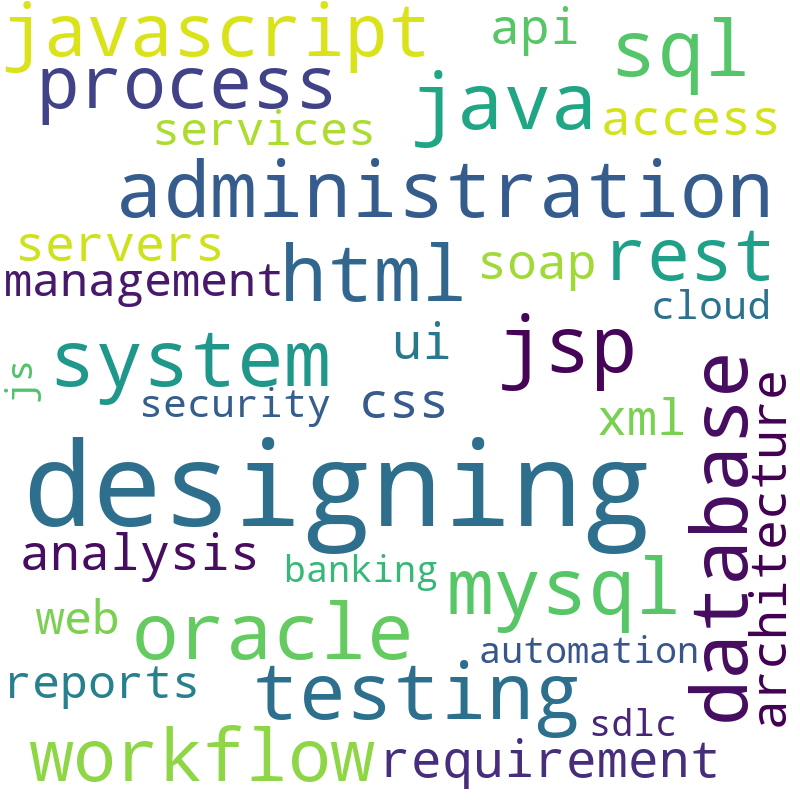 javascript
api
sql
process
java
access
services
administration
servers
html
soap
rest
management
cloud
system
ui
jsp
js
security
css
xml
database
architecture
designing
analysis
banking
mysql
web
oracle
automation
reports
testing
sdlc
workflow
requirement